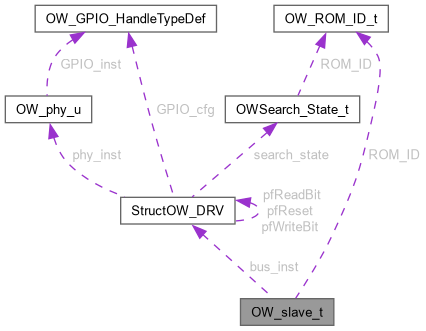 OW_GPIO_HandleTypeDef
OW_ROM_ID_t
GPIO_inst
ROM_ID
OW_phy_u
GPIO_cfg
OWSearch_State_t
phy_inst
search_state
ROM_ID
pfReadBit
pfReset
pfWriteBit
StructOW_DRV
bus_inst
OW_slave_t